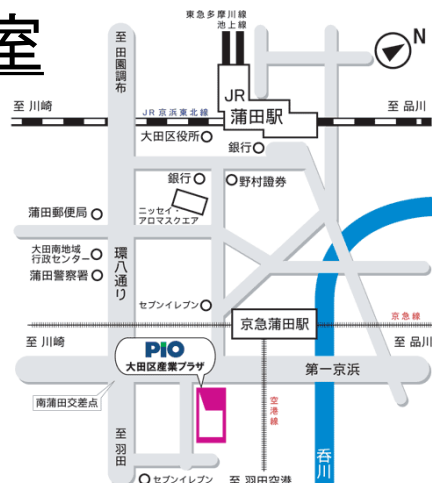 室
東急多摩川線
池上線
N
至 田園調布
JR
蒲田駅
至 川崎
JR京浜東北線
至 品川
大田区役所
銀行
銀行
野村證券
ニッセイ・
アロマスクエア
蒲田郵便局
大田南地域
行政センター
蒲田警察署
環八通り
セブンイレブン
京急蒲田駅
京急線
至 川崎
至 品川
PiO
大田区産業プラザ
第一京浜
南蒲田交差点
空港線
至 羽田
呑川
セブンイレブン
至 羽田空港